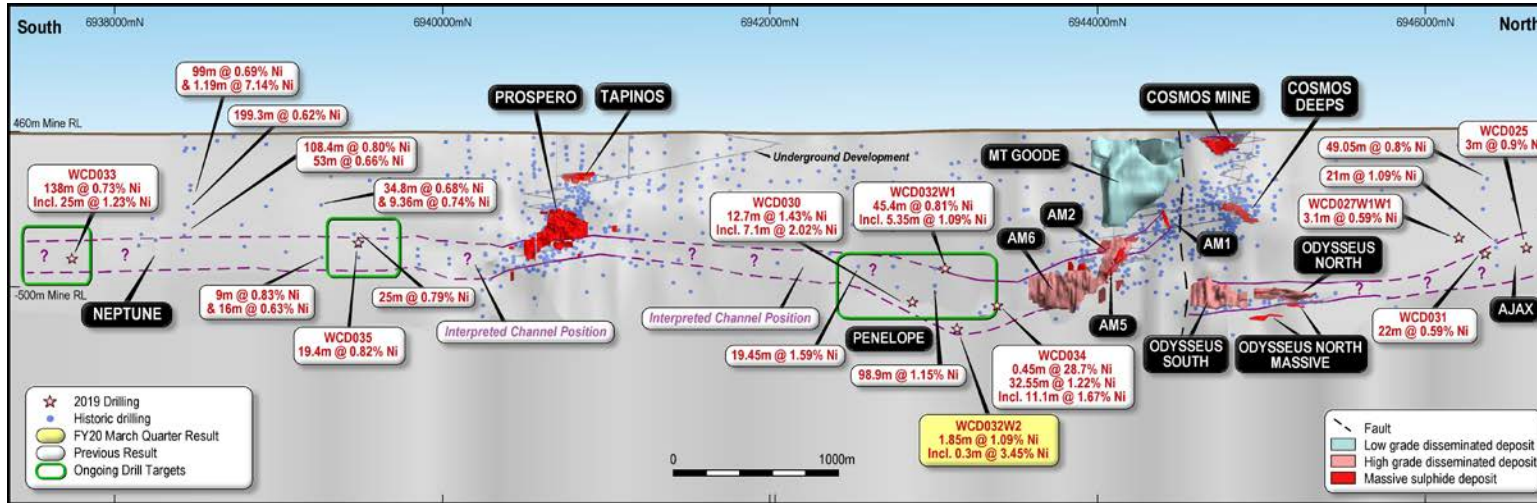 6938000mN
6940000mN
6942000mN
6944000mN
6946000mN
South
North
99m @ 0.69% Ni
& 1.19m @ 7.14% Ni
199.3m @ 0.62% Ni
108.4m @ 0.80% Ni
53m @ 0.66% Ni
34.8m @ 0.68% Ni
& 9.36m @ 0.74% Ni
PROSPERO
TAPINOS
Underground Development
COSMOS MINE
COSMOS
DEEPS
MT GOODE
460m Mine RL
-500m Mine RL
WCD033
138m @ 0.73% Ni
Incl. 25m @ 1.23% Ni
?
?
NEPTUNE
9m @ 0.83% Ni
& 16m @ 0.63% Ni
WCD035
19.4m @ 0.82% Ni
25m @ 0.79% Ni
?
Interpreted Channel Position
?
?
?
?
Interpreted Channel Position
WCD030
12.7m @ 1.43% Ni
Incl. 7.1m @ 2.02% Ni
WCD032W1
45.4m @ 0.81% Ni
Incl. 5.35m @ 1.09% Ni
19.45m @ 1.59% Ni
PENELOPE
98.9m @ 1.15% Ni
WCD034
0.45m @ 28.7% Ni
32.55m @ 1.22% Ni
Incl. 11.1m @ 1.67% Ni
WCD032W2
1.85m @ 1.09% Ni
Incl. 0.3m @ 3.45% Ni
AM2
AM6
AM5
AM1
ODYSSEUS
SOUTH
ODYSSEUS
NORTH
ODYSSEUS NORTH
MASSIVE
WCD025
3m @ 0.9% Ni
49.05m @ 0.8% Ni
21m @ 1.09% Ni
WCD027W1W1
3.1m @ 0.59% Ni
?
?
WCD031
22m @ 0.59% Ni
AJAX
2019 Drilling
Historic drilling
FY20 March Quarter Result
Previous Result
Ongoing Drill Targets
0
1000m
Fault
Low grade disseminated deposit
High grade disseminated deposit
Massive sulphide deposit